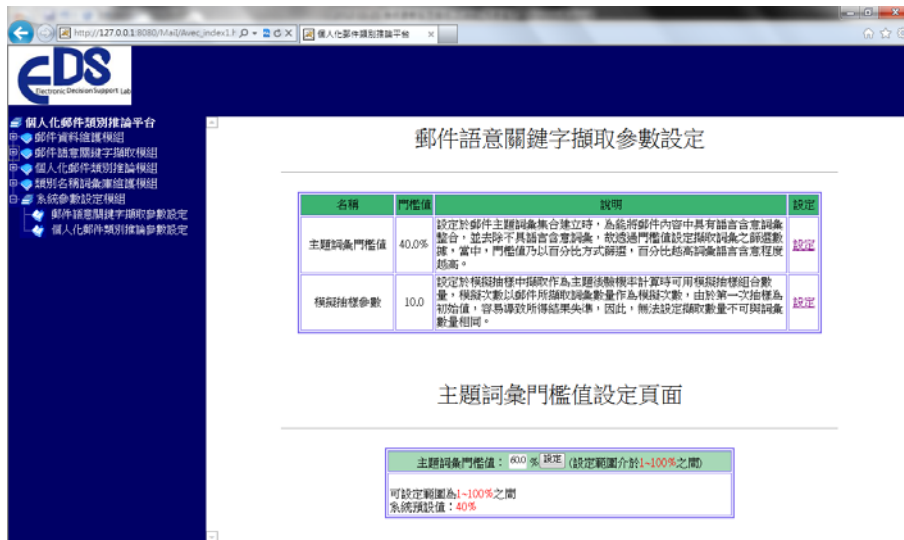 http://127.0.0.1:8080/Mail/Avec_index1.h
個人化郵件類別推論平台
EDS
Electronic Decision Support Lab
個人化郵件類別推論平台
郵件資料維護模組
郵件語意關鍵字擷取模組
個人化郵件類別推論模組
類別名稱詞彙庫維護模組
系統參數設定模組
郵件語意關鍵字擷取參數設定
個人化郵件類別推論參數設定
郵件語意關鍵字擷取參數設定
名稱 門檻值 說明 設定
主題詞彙門檻值 40.0%
設定於郵件主題詞彙集合建立時，為能將郵件內容中具有語言含意詞彙
整合，並去除不具語言含意詞彙，故透過門檻值設定擷取詞彙之篩選數
據，當中，門檻值乃以百分比方式篩選，百分比越高詞彙語言含意程度
越高。
設定
模擬抽樣參數 10.0
設定於模擬抽樣中擷取作為主題後驗機率計算時可用模擬抽樣組合數
量，模擬次數以郵件所擷取詞彙數量作為模擬次數，由於第一次抽樣為
初始值，容易導致所得結果失準，因此，無法設定擷取數量不可與詞彙
數量相同。
設定
主題詞彙門檻值設定頁面
主題詞彙門檻值： 60.0 % 設定 (設定範圍介於1~100%之間)
可設定範圍為1~100%之間
系統預設值：40%